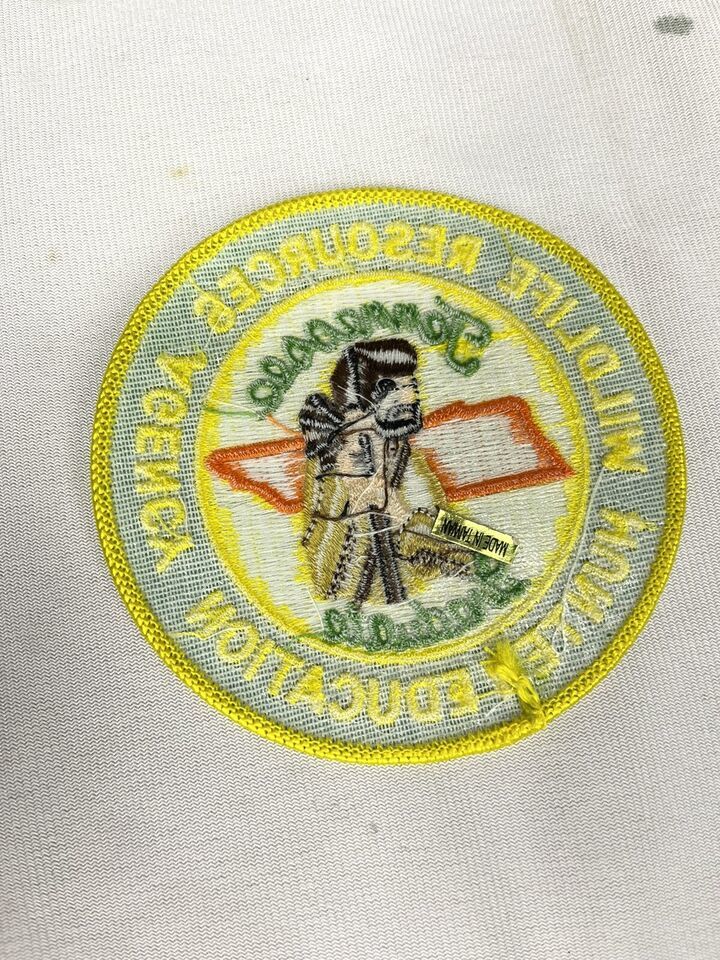 WILDLIFE RESOURCES AGENCY
Tennessee
MADE IN TAIWAN
HUNTER EDUCATION